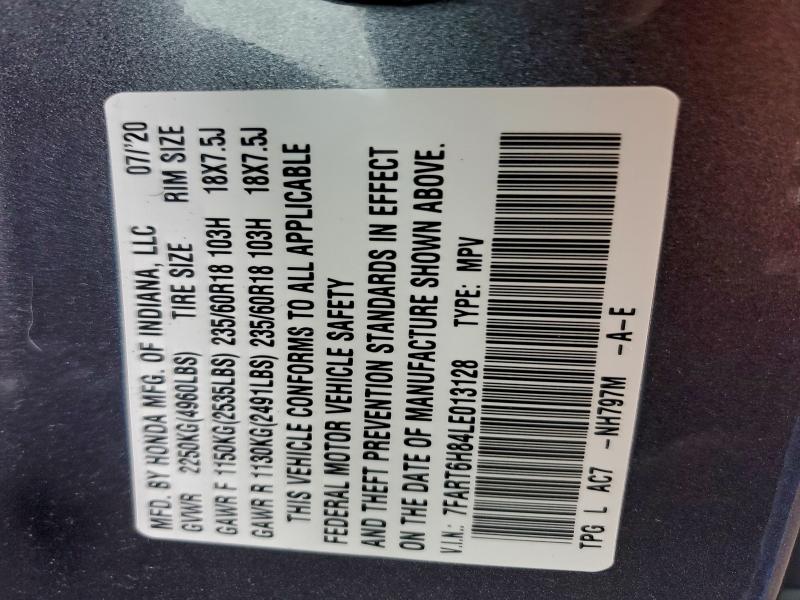 MFD. BY HONDA MFG. OF INDIANA, LLC 07/'20
GVWR 2250KG(4960LBS) TIRE SIZE RIM SIZE
GAWR F 1150KG(2535LBS) 235/60R18 103H 18X7.5J
GAWR R 1130KG(2491LBS) 235/60R18 103H 18X7.5J
THIS VEHICLE CONFORMS TO ALL APPLICABLE
FEDERAL MOTOR VEHICLE SAFETY
AND THEFT PREVENTION STANDARDS IN EFFECT
ON THE DATE OF MANUFACTURE SHOWN ABOVE.
V.I.N.: 7FART6H84LE013128 TYPE: MPV
TPG L AC7 -NH797M -A-E